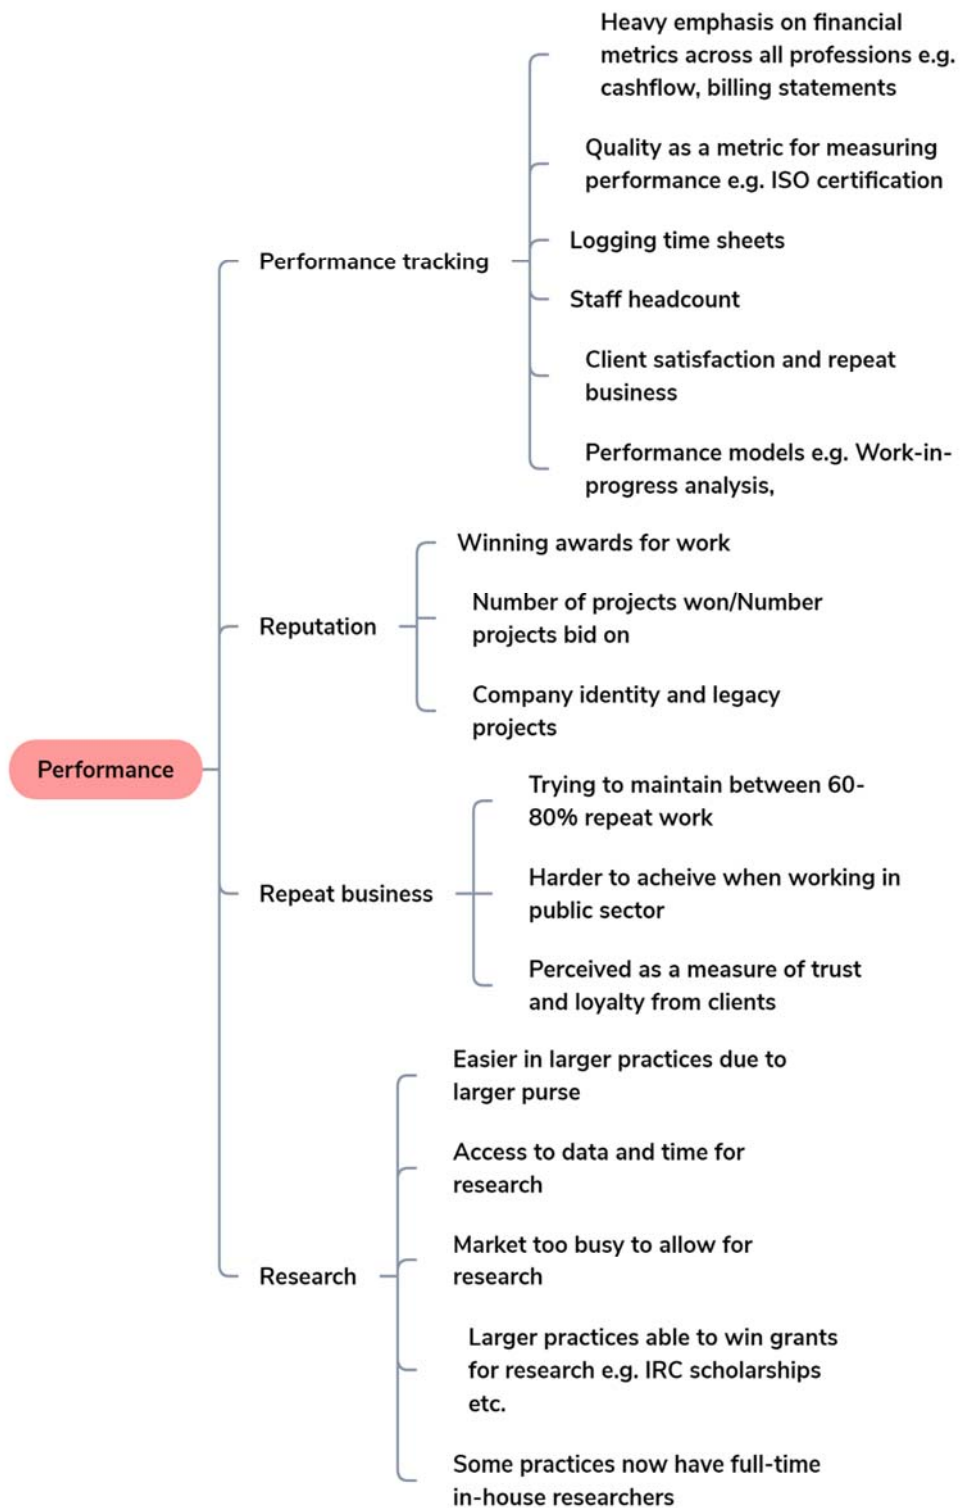 Heavy emphasis on financial
metrics across all professions e.g.
cashflow, billing statements
Quality as a metric for measuring
performance e.g. ISO certification
Logging time sheets
Performance tracking
Staff headcount
Client satisfaction and repeat
business
Performance models e.g. Work-in-
progress analysis,
Winning awards for work
Number of projects won/Number
projects bid on
Reputation
Company identity and legacy
projects
Performance
Trying to maintain between 60-
80% repeat work
Harder to acheive when working in
public sector
Repeat business
Perceived as a measure of trust
and loyalty from clients
Easier in larger practices due to
larger purse
Access to data and time for
research
Market too busy to allow for
research
Research
Larger practices able to win grants
for research e.g. IRC scholarships
etc.
Some practices now have full-time
in-house researchers